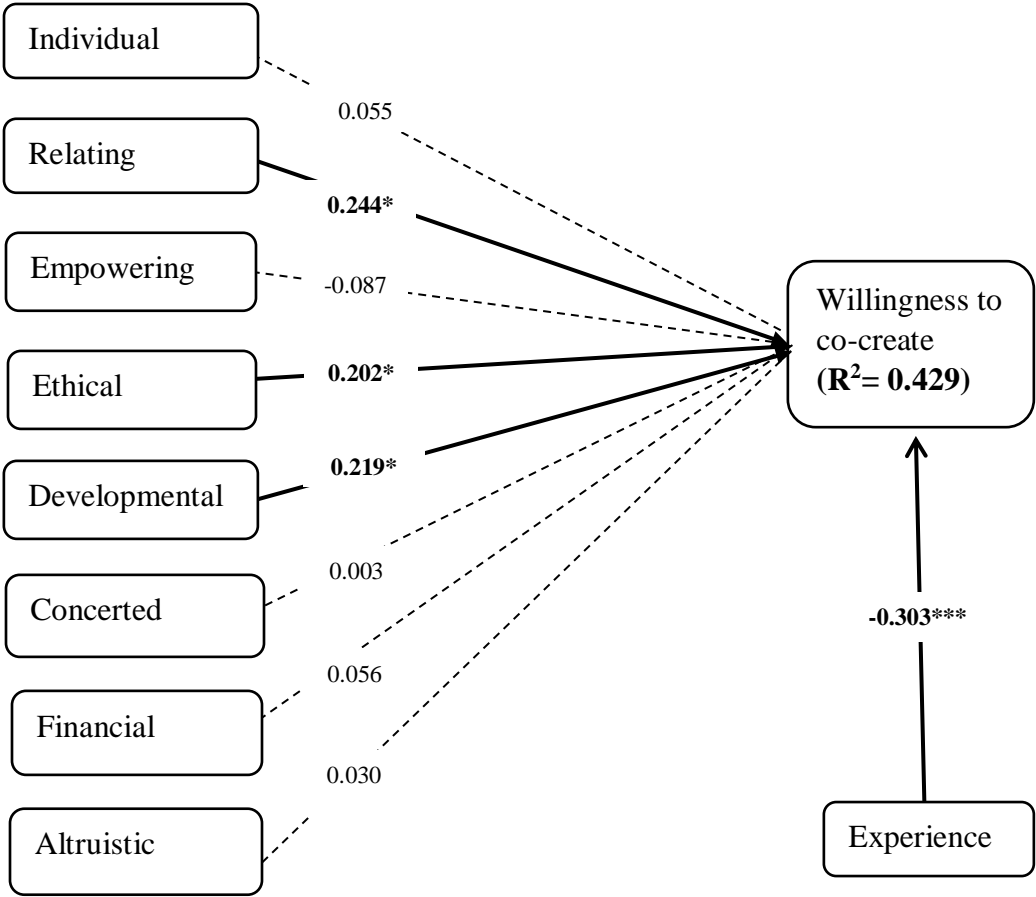 Individual
0.055
Relating
0.244*
Empowering
-0.087
Ethical
0.202*
Developmental
0.219*
Concerted
0.003
Financial
0.056
Altruistic
0.030
Willingness to
co-create
(R²= 0.429)
-0.303***
Experience